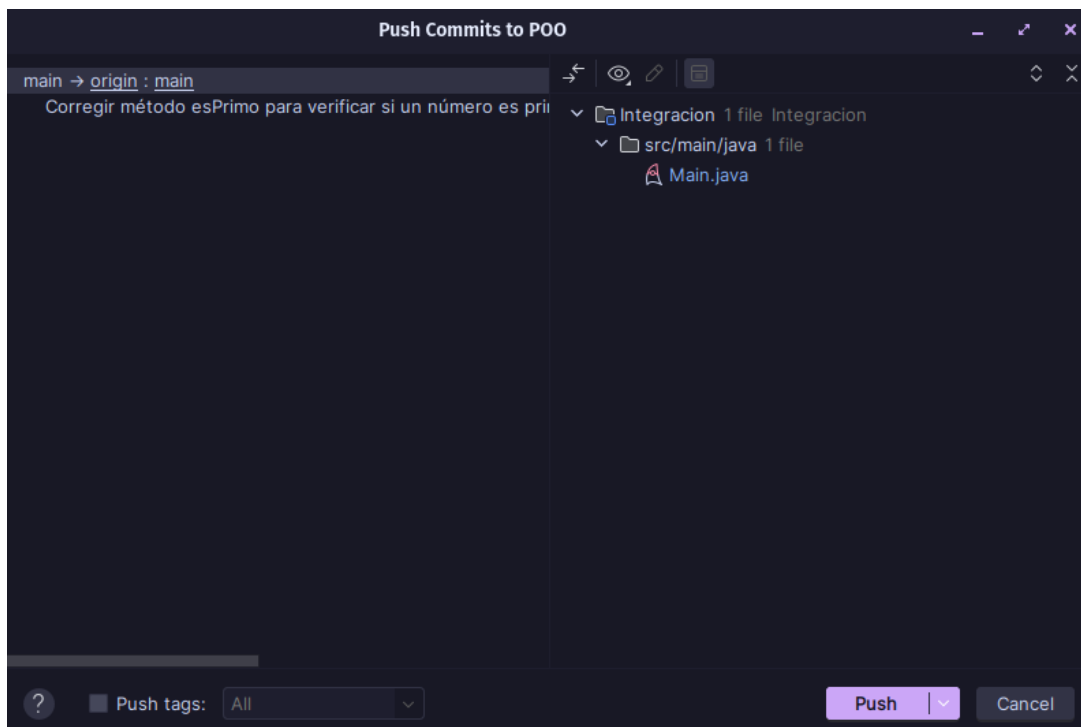 Push Commits to POO
main → origin : main
Corregir método esPrimo para verificar si un número es
Integracion 1 file Integracion
src/main/java 1 file
Main.java
? Push tags: All
Push Cancel